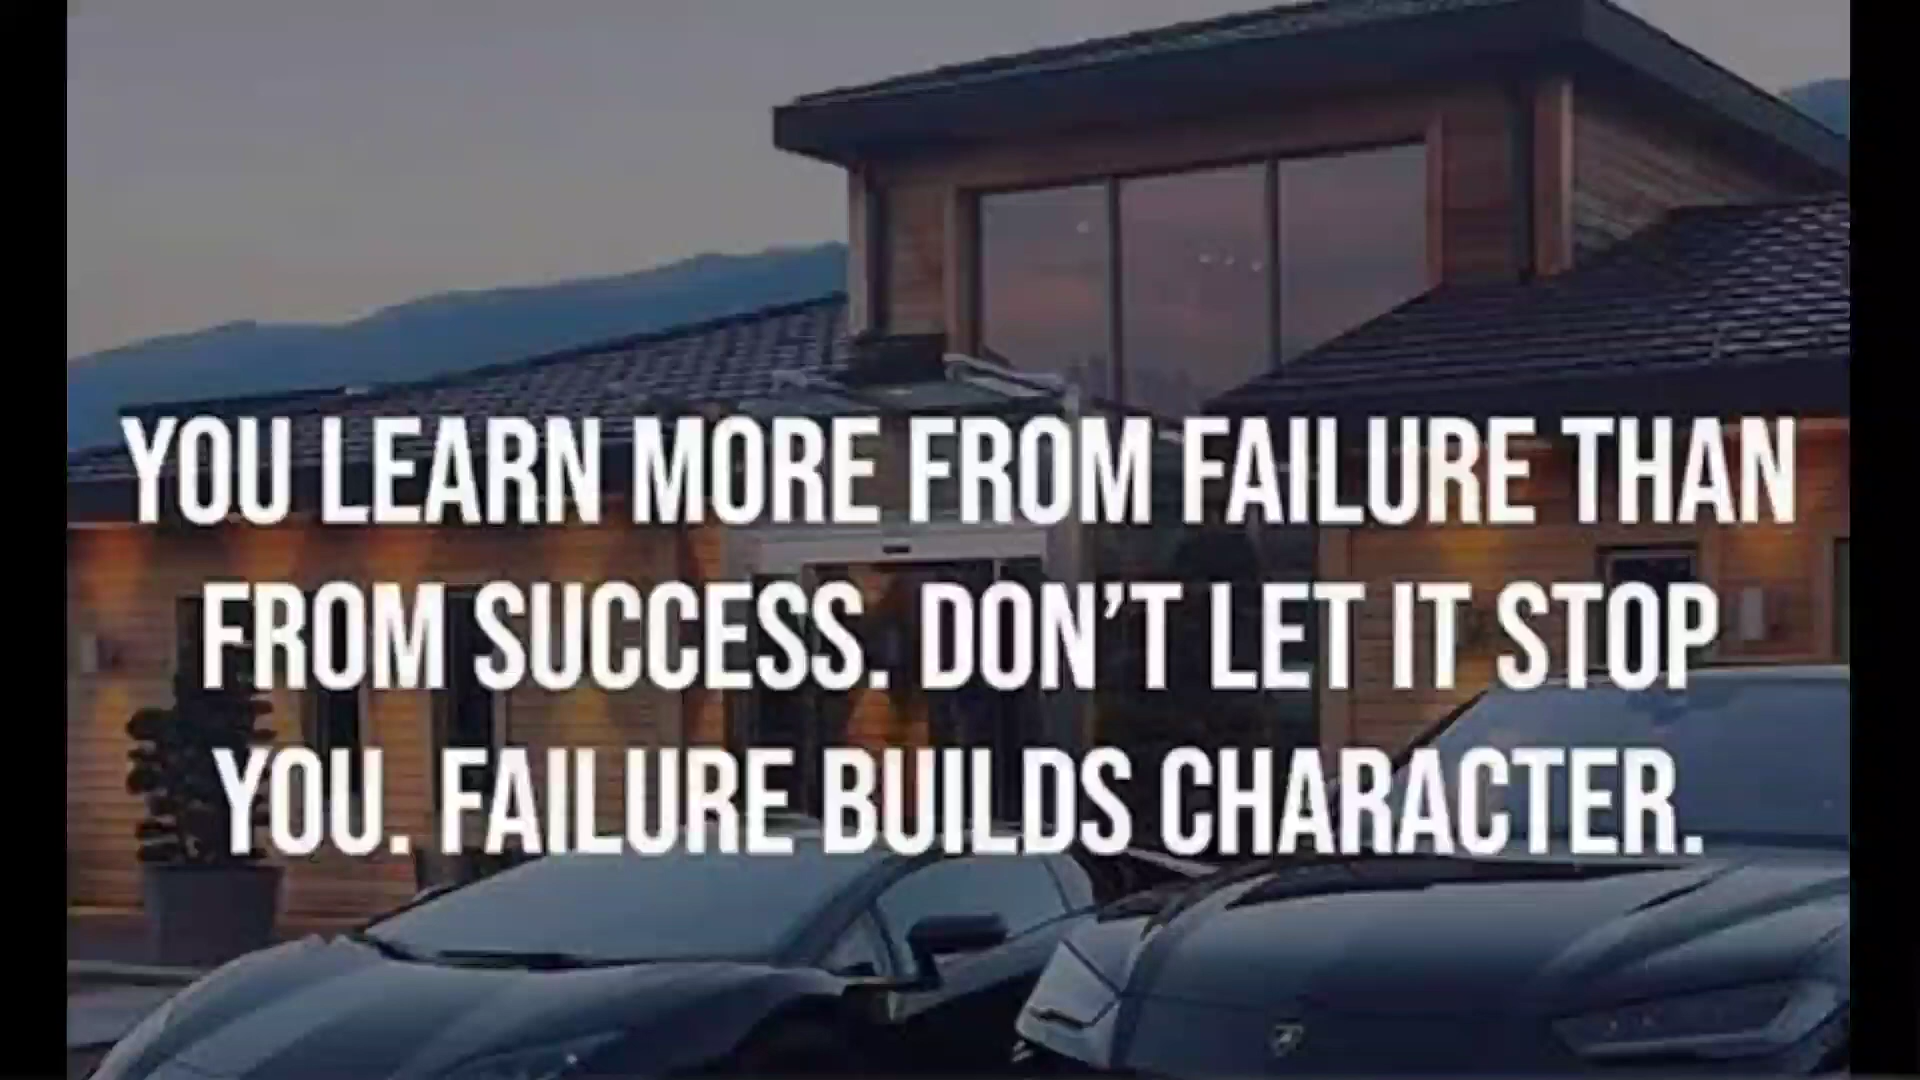 YOU LEARN MORE FROM FAILURE THAN
FROM SUCCESS. DON’T LET IT STOP
YOU. FAILURE BUILDS CHARACTER.